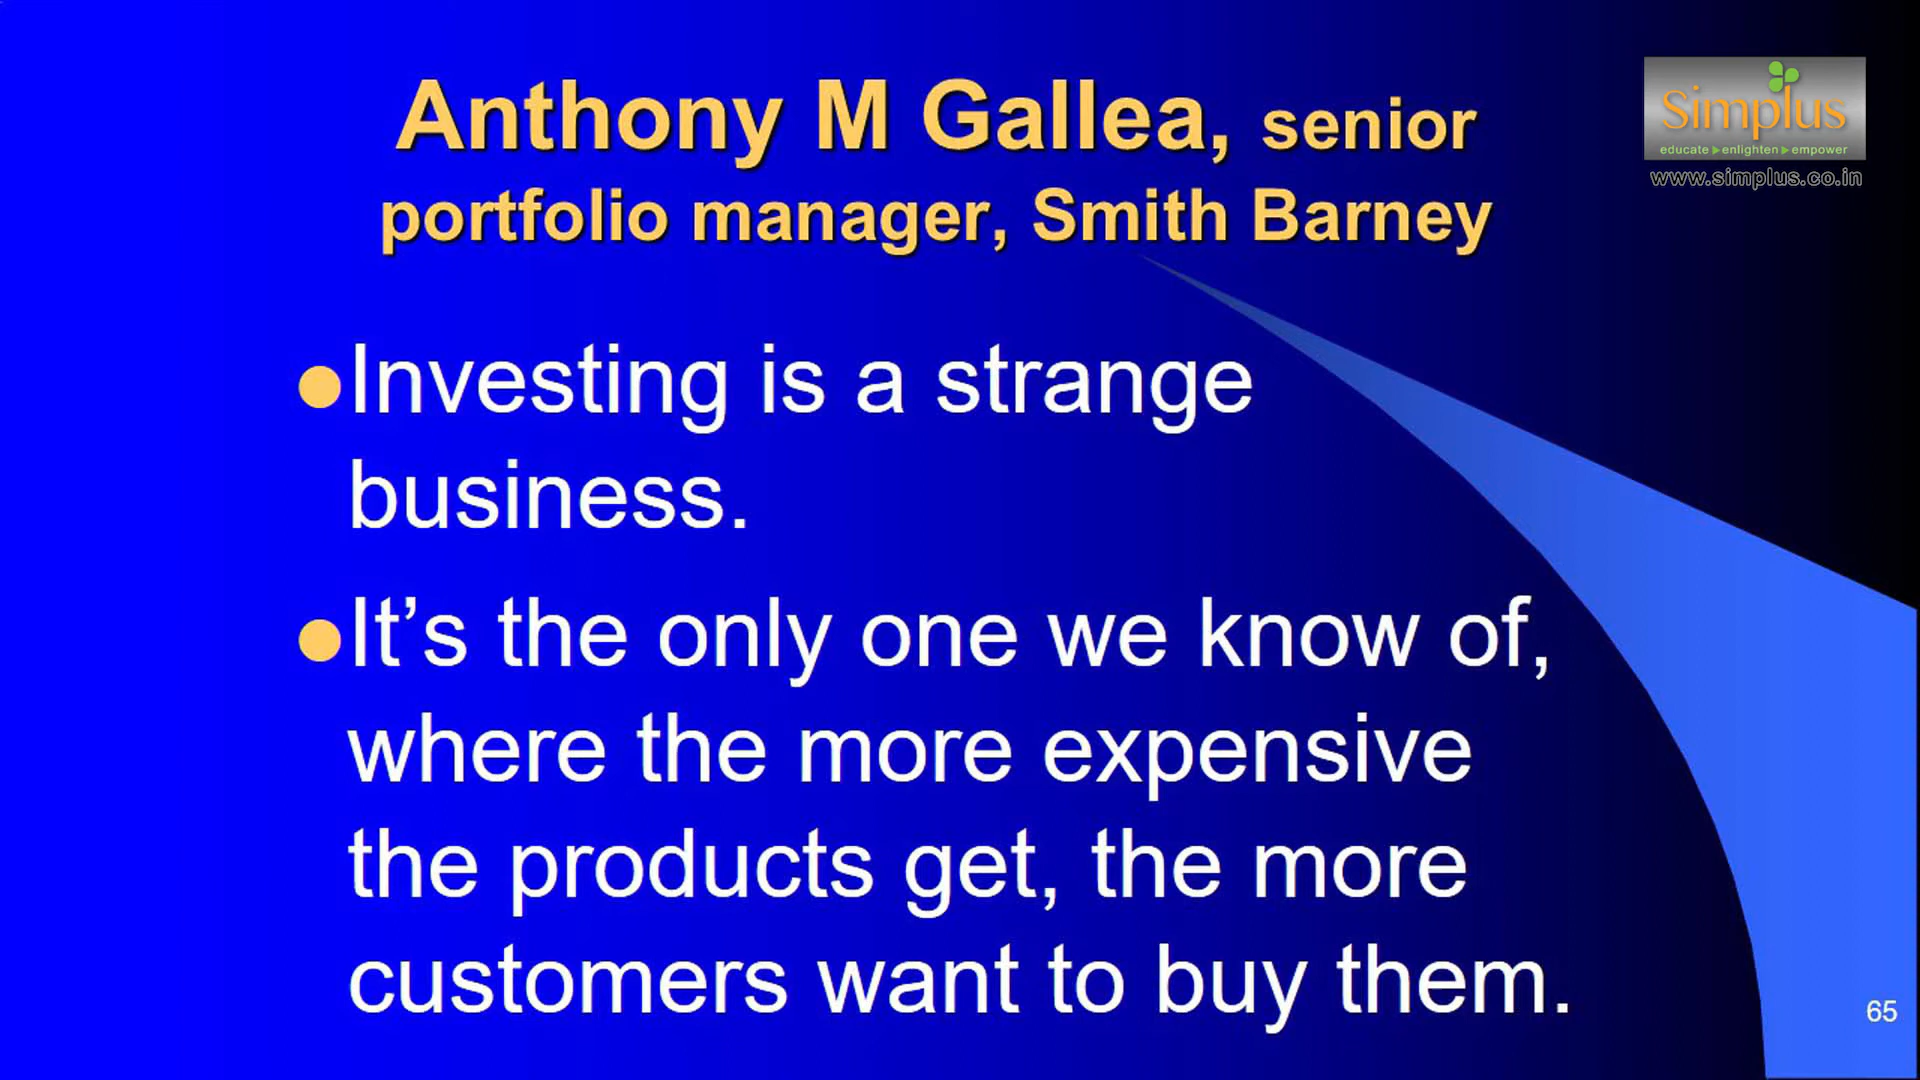 Anthony M Gallea, senior
portfolio manager, Smith Barney
Simplus
educate ▶ enlighten ▶ empower
www.simplus.co.in
●Investing is a strange
business.
●It’s the only one we know of,
where the more expensive
the products get, the more
customers want to buy them.
65